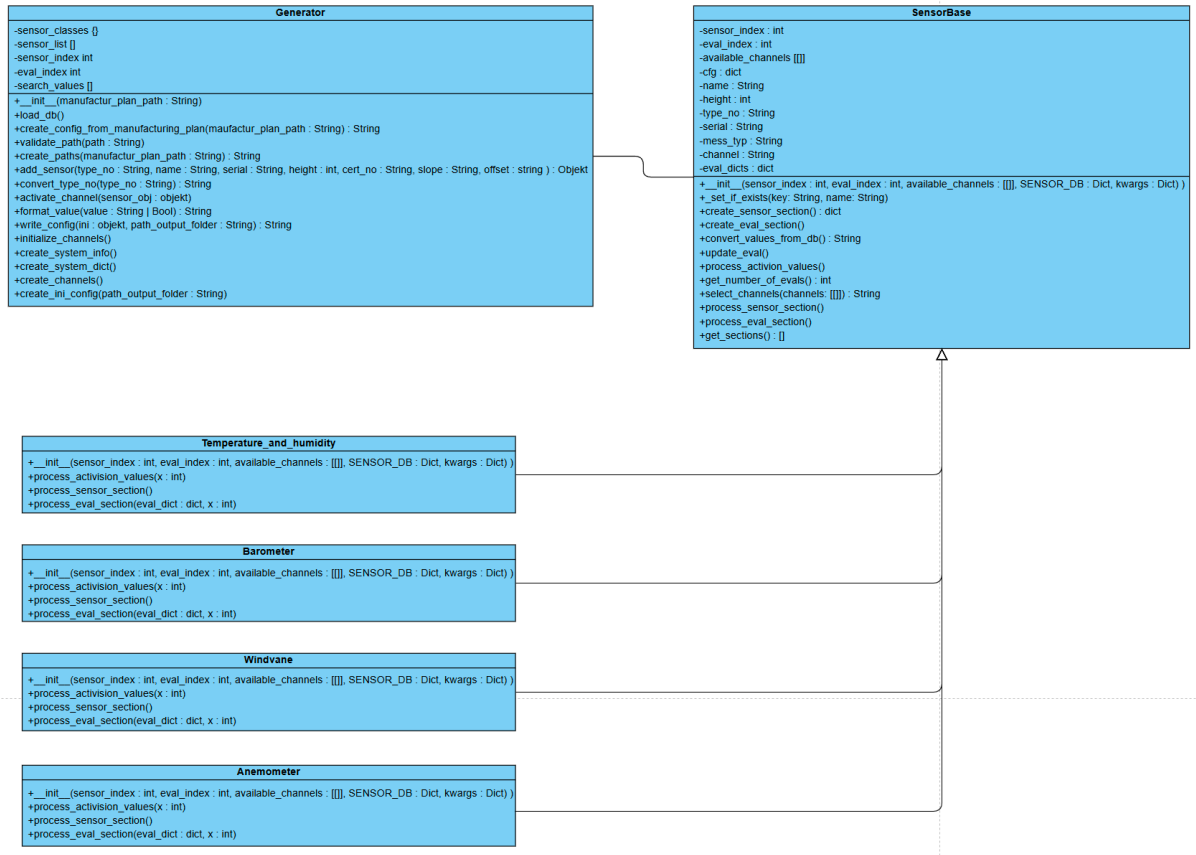 Generator
-sensor_classes {}
-sensor_list []
-sensor_index int
-eval_index int
-search_values []
+__init__(manufactur_plan_path : String)
+load_db()
+create_config_from_manufacturing_plan(maufactur_plan_path : String) : String
+validate_path(path : String)
+create_paths(manufactur_plan_path : String) : String
+add_sensor(type_no : String, name : String, serial : String, height : int, cert_no : String, slope : String, offset : string ) : Objekt
+convert_type_no(type_no : String) : String
+activate_channel(sensor_obj : objekt)
+format_value(value : String | Bool) : String
+write_config(ini : objekt, path_output_folder : String) : String
+initialize_channels()
+create_system_info()
+create_system_dict()
+create_channels()
+create_ini_config(path_output_folder : String)
SensorBase
-sensor_index : int
-eval_index : int
-available_channels [[]]
-cfg : dict
-name : String
-height : int
-type_no : String
-serial : String
-mess_typ : String
-channel : String
-eval_dicts : dict
+__init__(sensor_index : int, eval_index : int, available_channels : [[]], SENSOR_DB : Dict, kwargs : Dict) )
+_set_if_exists(key: String, name: String)
+create_sensor_section() : dict
+create_eval_section()
+convert_values_from_db() : String
+update_eval()
+process_activion_values()
+get_number_of_evals() : int
+select_channels(channels: [[]]) : String
+process_sensor_section()
+process_eval_section()
+get_sections() : []
Temperature_and_humidity
+__init__(sensor_index : int, eval_index : int, available_channels : [[]], SENSOR_DB : Dict, kwargs : Dict) )
+process_activision_values(x : int)
+process_sensor_section()
+process_eval_section(eval_dict : dict, x : int)
Barometer
+__init__(sensor_index : int, eval_index : int, available_channels : [[]], SENSOR_DB : Dict, kwargs : Dict) )
+process_activision_values(x : int)
+process_sensor_section()
+process_eval_section(eval_dict : dict, x : int)
Windvane
+__init__(sensor_index : int, eval_index : int, available_channels : [[]], SENSOR_DB : Dict, kwargs : Dict) )
+process_activision_values(x : int)
+process_sensor_section()
+process_eval_section(eval_dict : dict, x : int)
Anemometer
+__init__(sensor_index : int, eval_index : int, available_channels : [[]], SENSOR_DB : Dict, kwargs : Dict) )
+process_activision_values(x : int)
+process_sensor_section()
+process_eval_section(eval_dict : dict, x : int)